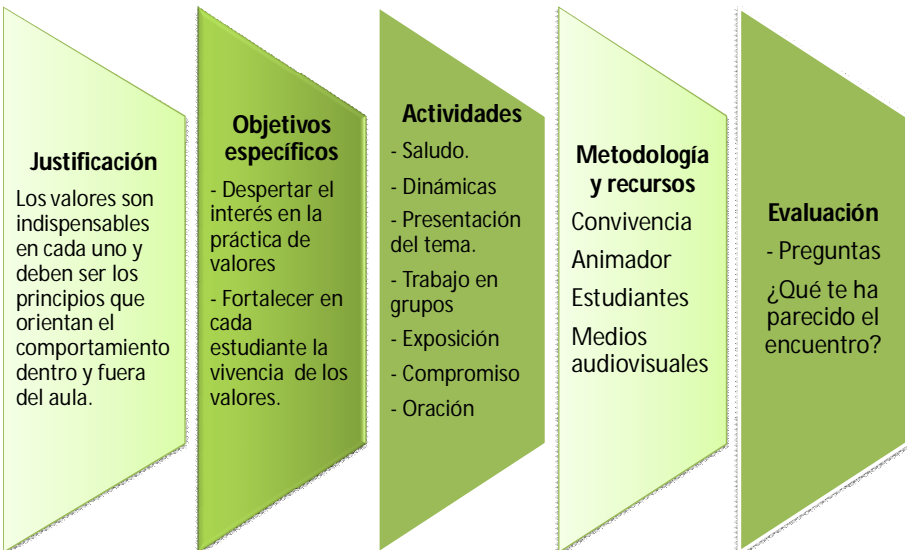 Justificación
Los valores son
indispensables
en cada uno y
deben ser los
principios que
orientan el
comportamiento
dentro y fuera
del aula.
Objetivos
específicos
- Despertar el
interés en la
práctica de
valores
- Fortalecer en
cada
estudiante la
vivencia de los
valores.
Actividades
- Saludo.
- Dinámicas
- Presentación
del tema.
- Trabajo en
grupos
- Exposición
- Compromiso
- Oración
Metodología
y recursos
Convivencia
Animador
Estudiantes
Medios
audiovisuales
Evaluación
- Preguntas
¿Qué te ha
parecido el
encuentro?